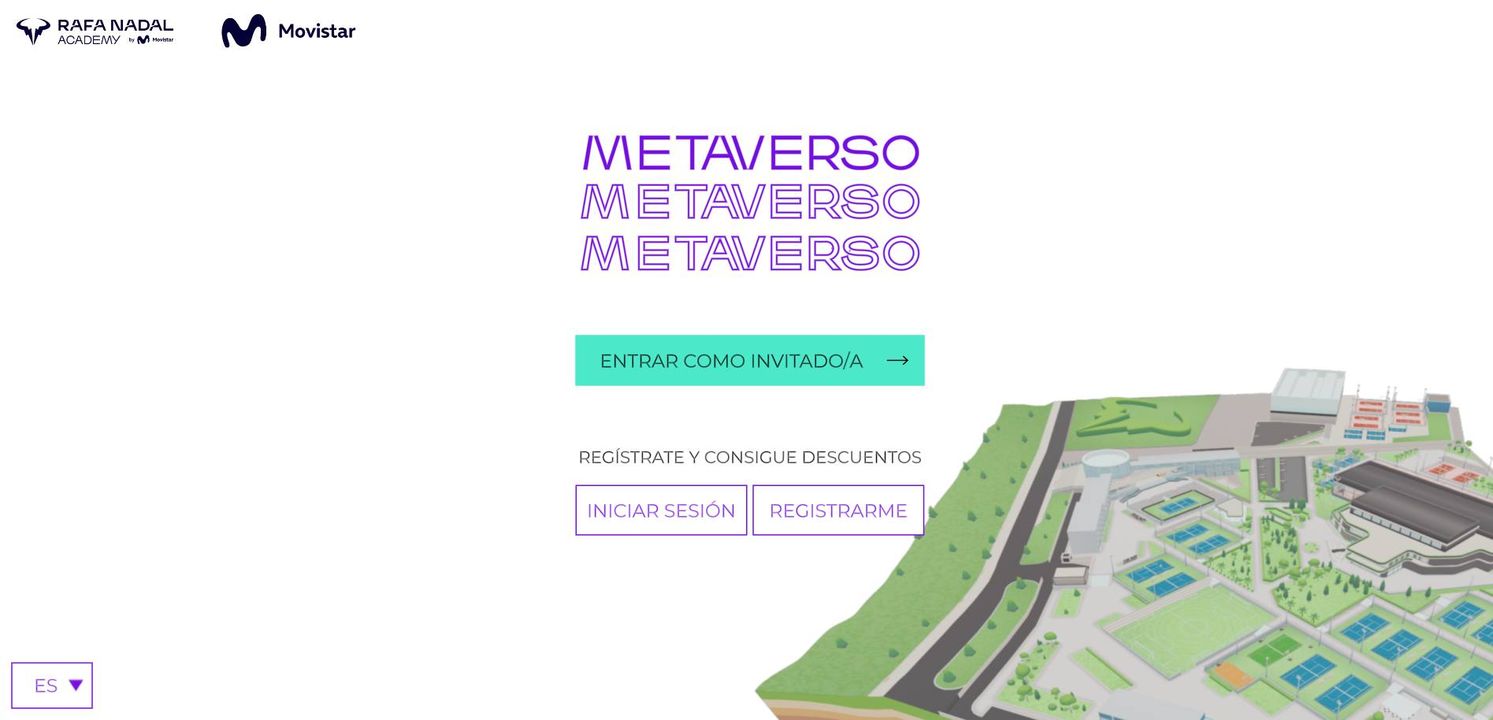 RAFA NADAL
ACADEMY by Movistar
Movistar
METAVERSO
METAVERSO
METAVERSO
ENTRAR COMO INVITADO/A
REGÍSTRATE Y CONSIGUE DESCUENTOS
INICIAR SESIÓN
REGISTRARME
ES